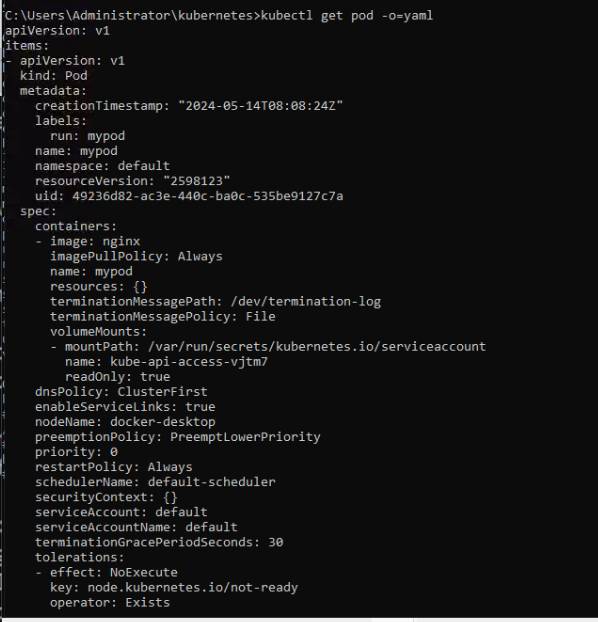 C:\Users\Administrator\kubernetes>kubectl get pod -o=yaml
apiVersion: v1
items:
- apiVersion: v1
  kind: Pod
  metadata:
    creationTimestamp: "2024-05-14T08:08:24Z"
    labels:
      run: mypod
    name: mypod
    namespace: default
    resourceVersion: "2598123"
    uid: 49236d82-ac3e-440c-ba0c-535be9127c7a
  spec:
    containers:
    - image: nginx
      imagePullPolicy: Always
      name: mypod
      resources: {}
      terminationMessagePath: /dev/termination-log
      terminationMessagePolicy: File
      volumeMounts:
      - mountPath: /var/run/secrets/kubernetes.io/serviceaccount
        name: kube-api-access-vjtm7
        readOnly: true
    dnsPolicy: ClusterFirst
    enableServiceLinks: true
    nodeName: docker-desktop
    preemptionPolicy: PreemptLowerPriority
    priority: 0
    restartPolicy: Always
    schedulerName: default-scheduler
    securityContext: {}
    serviceAccount: default
    serviceAccountName: default
    terminationGracePeriodSeconds: 30
    tolerations:
    - effect: NoExecute
      key: node.kubernetes.io/not-ready
      operator: Exists